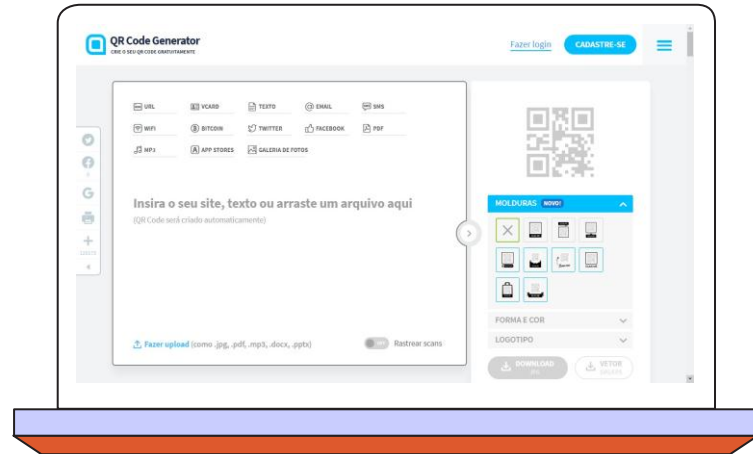 QR Code Generator
CRIE O SEU QR CODE GRATUITAMENTE
Fazer login
CADASTRE-SE
URL VCARD TEXTO EMAIL SMS
WIFI BITCOIN TWITTER FACEBOOK PDF
MP3 APP STORES GALERIA DE FOTOS
Insira o seu site, texto ou arraste um arquivo aqui
(QR Code será criado automaticamente)
Fazer upload (como .jpg, .pdf, .mp3, .docx, .pptx)
Rastrear scans
MOLDURAS NOVO!
FORMA E COR
LOGOTIPO
DOWNLOAD
JPG
VETOR